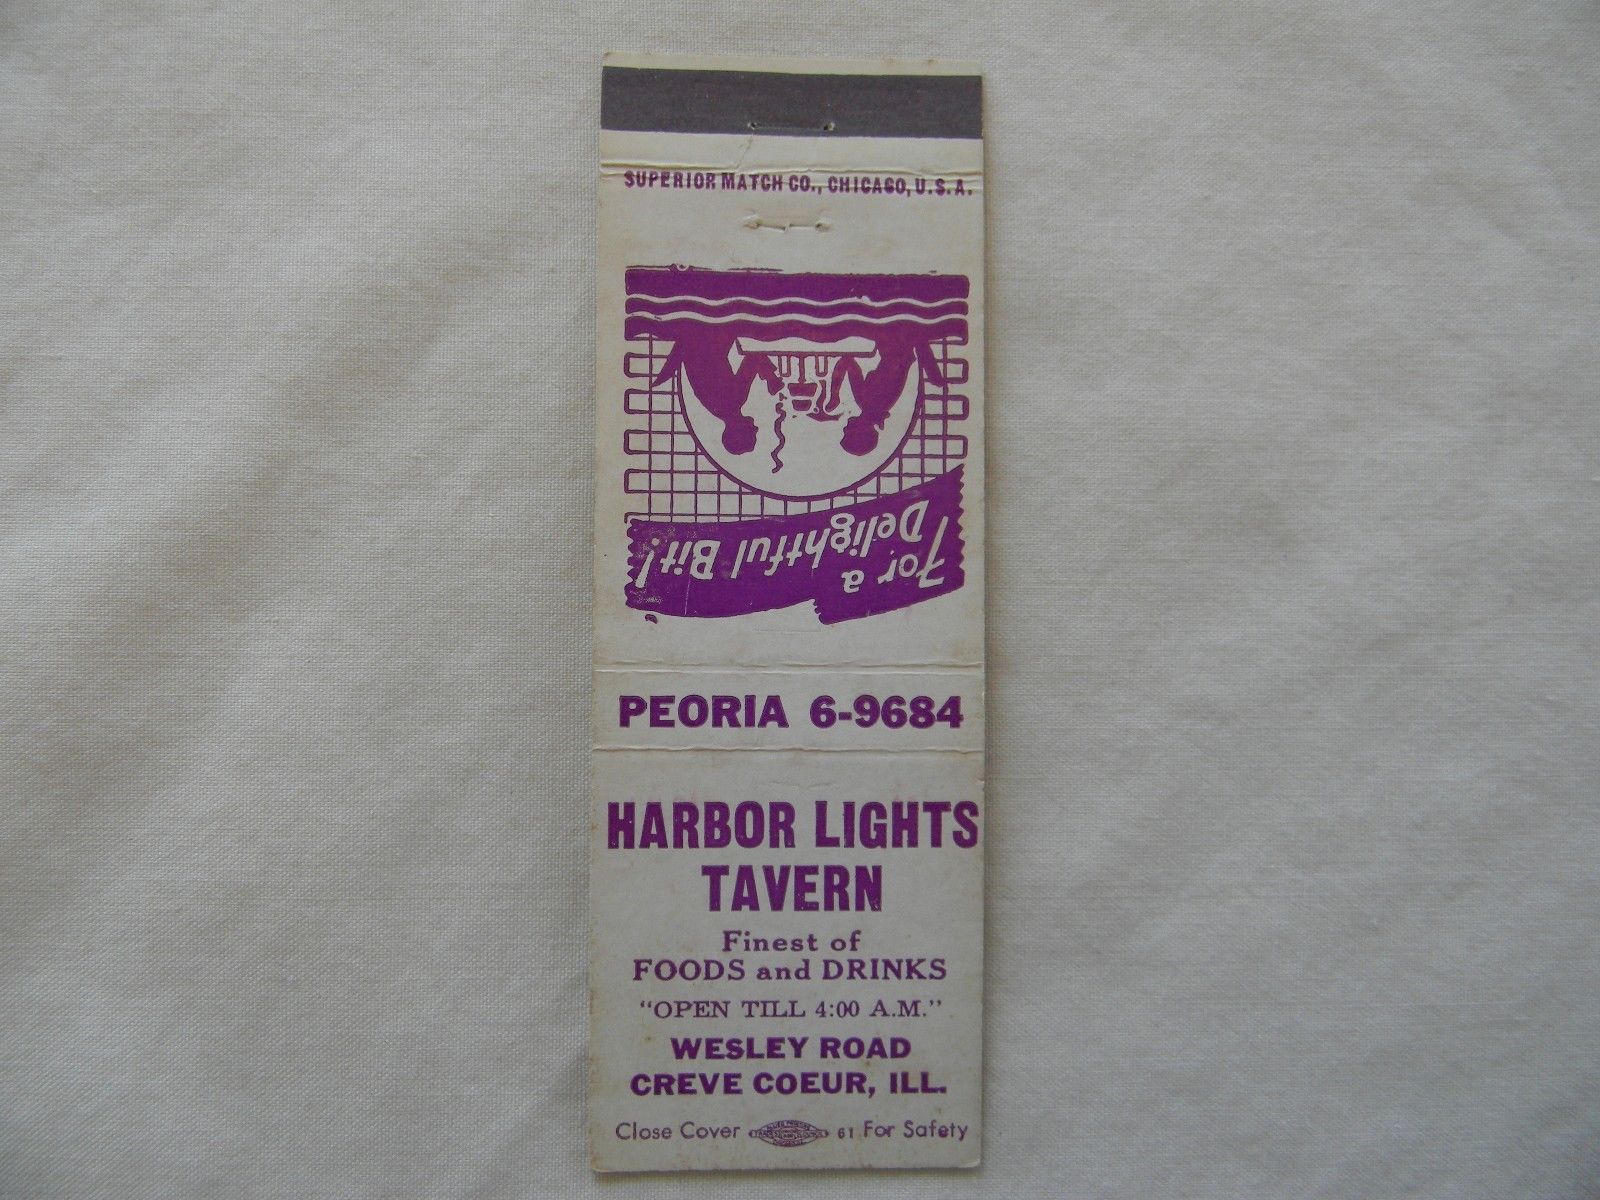 SUPERIOR MATCH CO., CHICAGO, U.S.A.
For a
Delightful Bit!
PEORIA 6-9684
HARBOR LIGHTS
TAVERN
Finest of
FOODS and DRINKS
"OPEN TILL 4:00 A.M."
WESLEY ROAD
CREVE COEUR, ILL.
Close Cover 61 For Safety